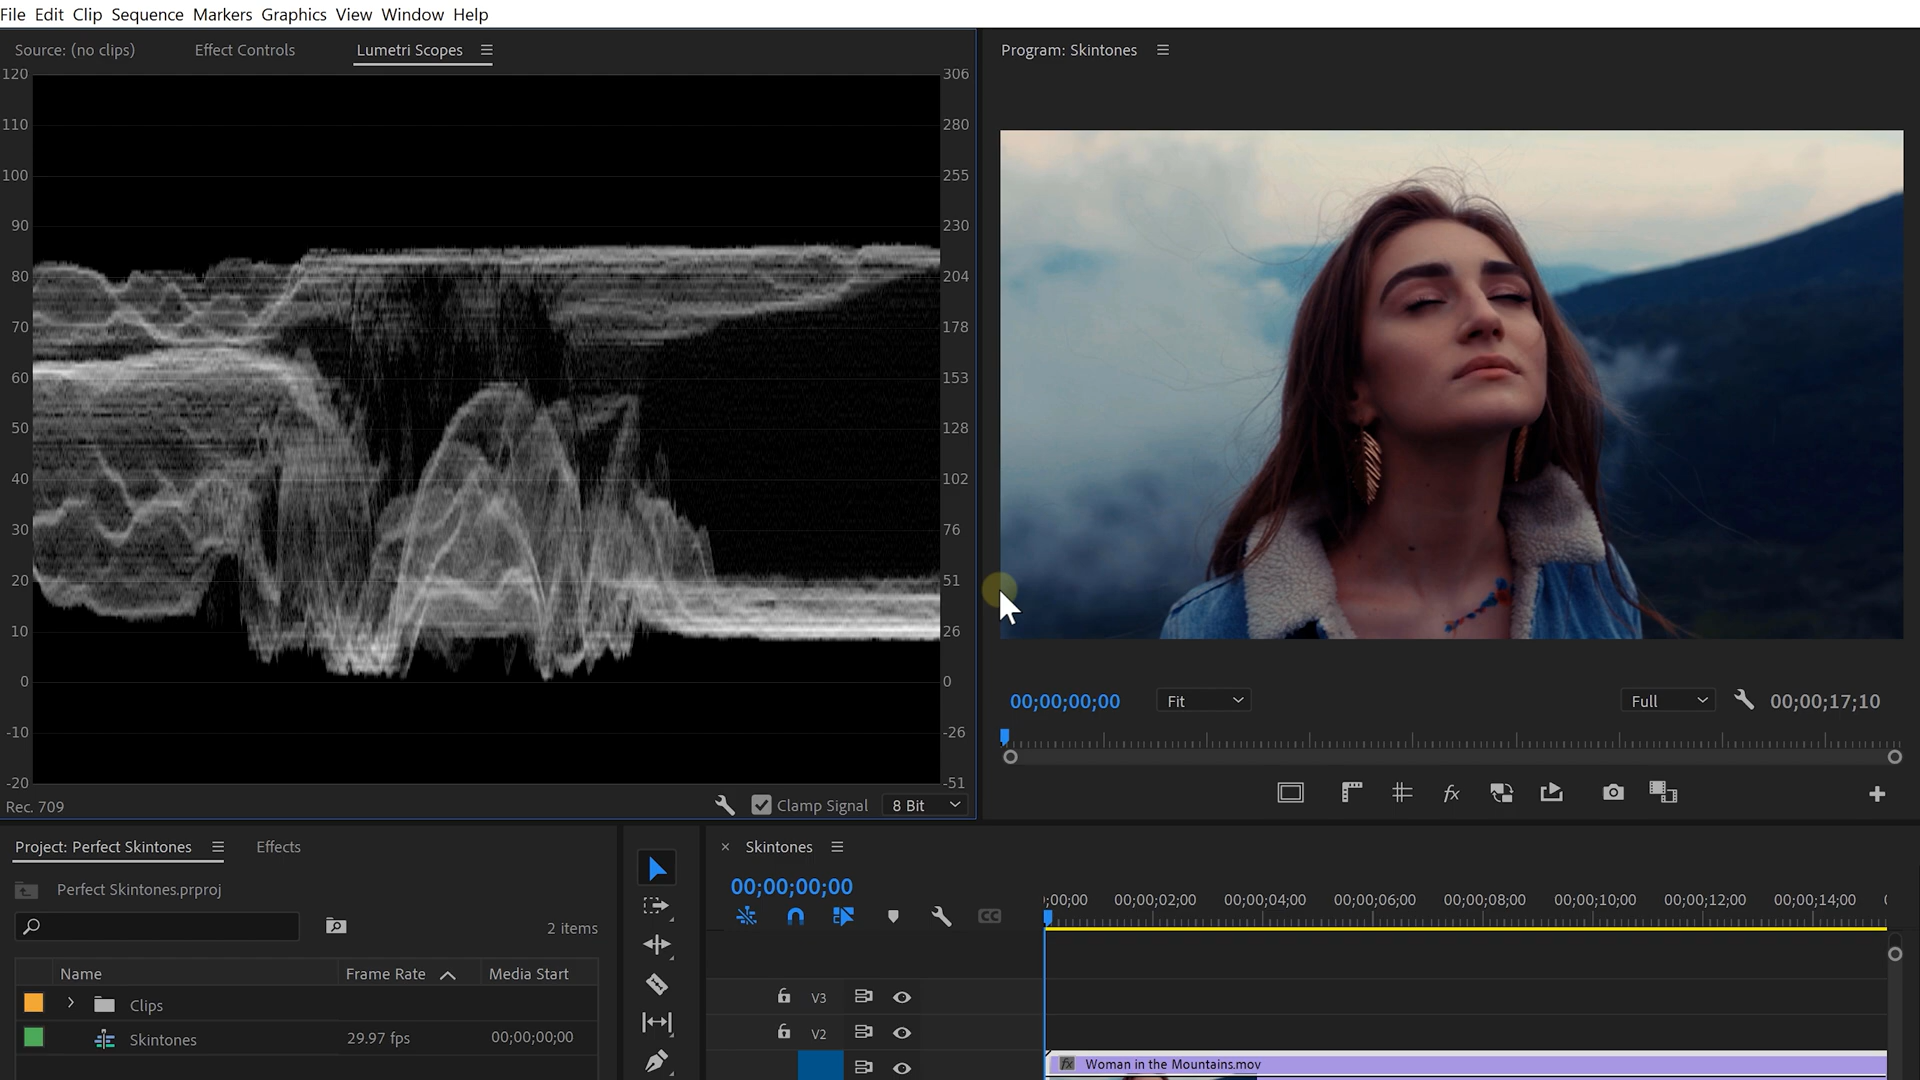 File Edit Clip Sequence Markers Graphics View Window Help
Source: (no clips) Effect Controls Lumetri Scopes
Program: Skintones
120 306
110 280
100 255
90 230
80 204
70 178
60 153
50 128
40 102
30 76
20 51
10 26
0 0
-10 -26
-20 -51
Rec. 709 Clamp Signal 8 Bit
00;00;00;00 Fit Full 00;00;17;10
fx
Project: Perfect Skintones Effects
Perfect Skintones.prproj
2 items
Name Frame Rate Media Start
Clips
Skintones 29.97 fps 00;00;00;00
× Skintones
00;00;00;00
CC
;00;00 00;00;02;00 00;00;04;00 00;00;06;00 00;00;08;00 00;00;10;00 00;00;12;00 00;00;14;00
V3
V2
fx Woman in the Mountains.mov